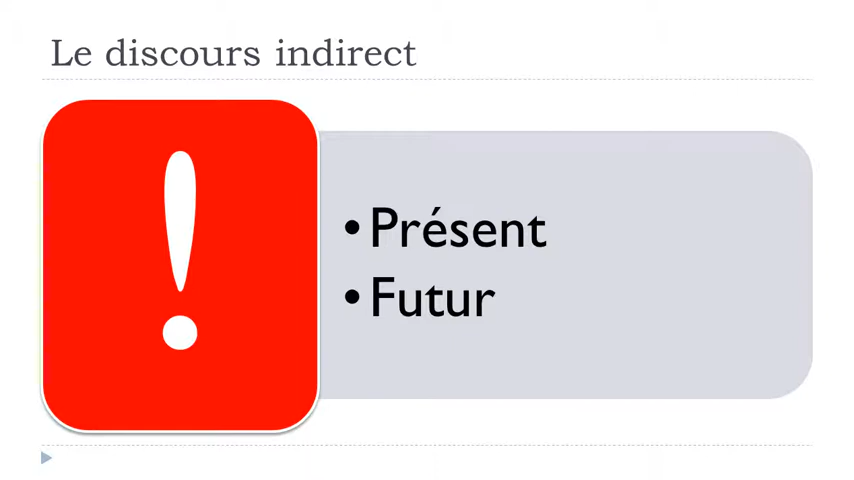 Le discours indirect
!
• Présent
• Futur